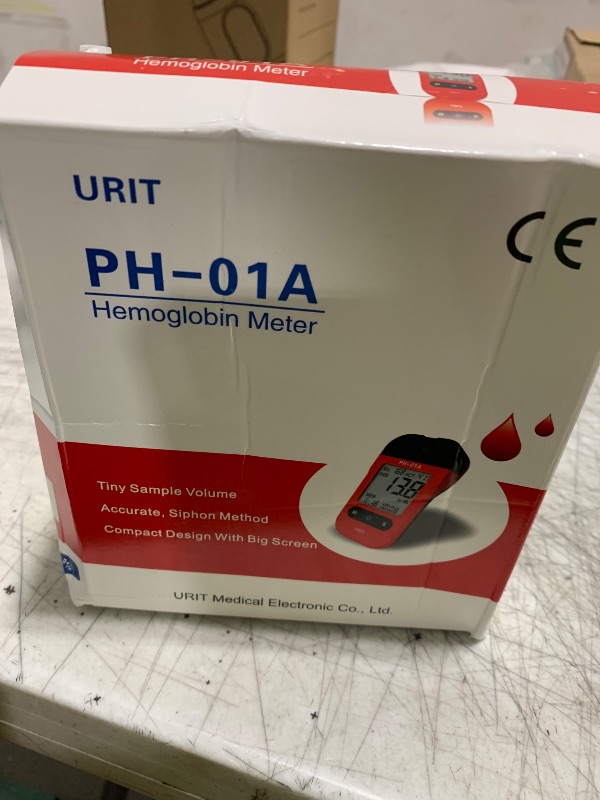 Hemoglobin Meter
URIT
CE
PH-01A
Hemoglobin Meter
PH-01A
13.8
Tiny Sample Volume
Accurate, Siphon Method
Compact Design With Big Screen
URIT Medical Electronic Co., Ltd.